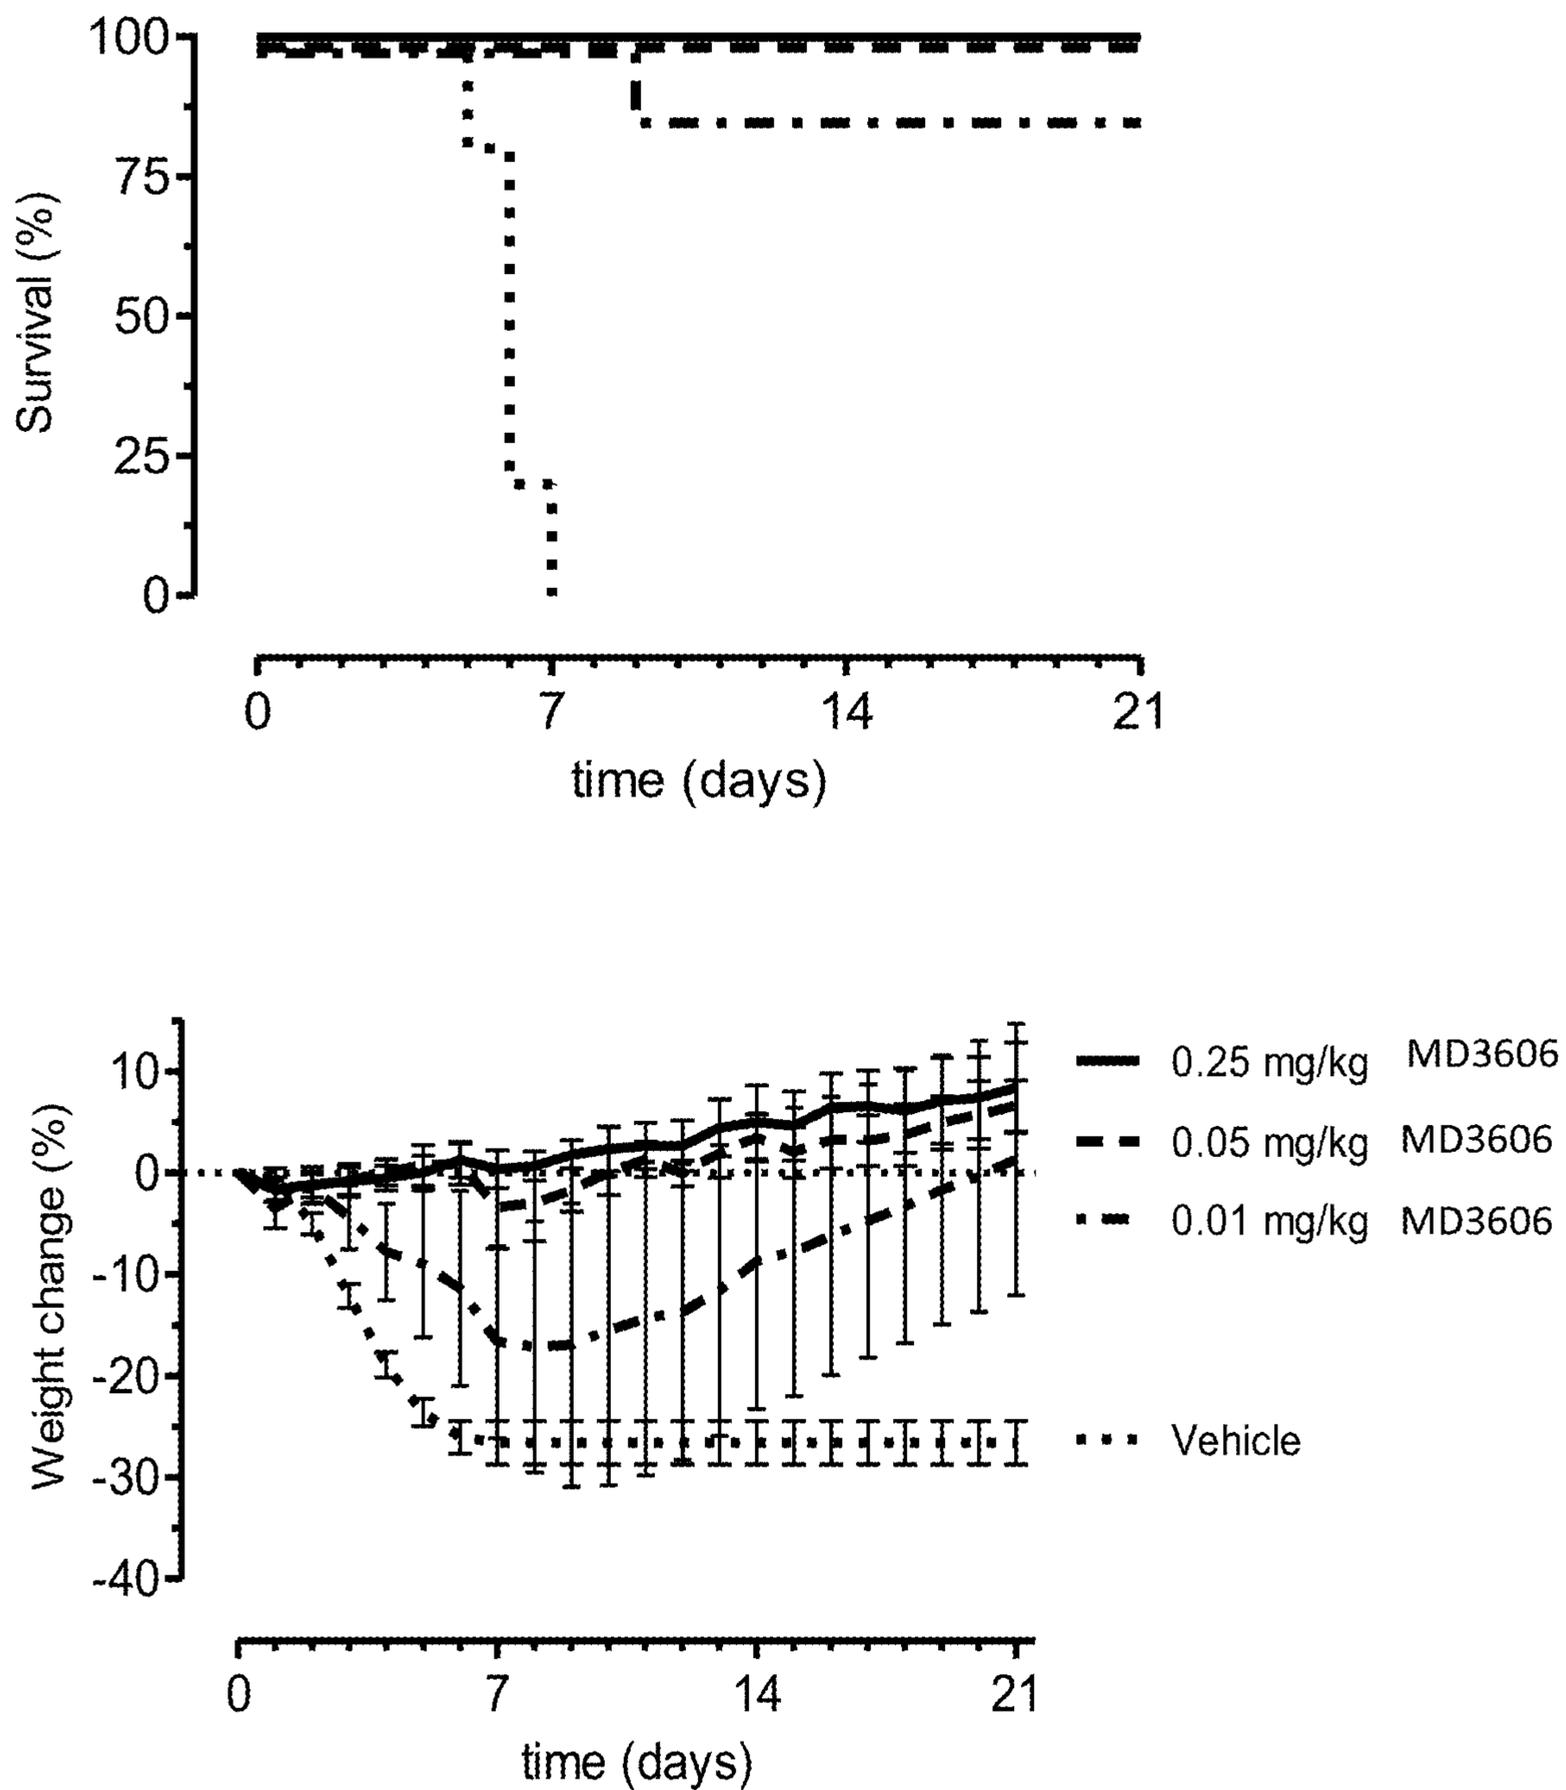 100
75
50
25
0
Survival (%)
0 7 14 21
time (days)
10
0
-10
-20
-30
-40
Weight change (%)
0.25 mg/kg MD3606
0.05 mg/kg MD3606
0.01 mg/kg MD3606
Vehicle
0 7 14 21
time (days)